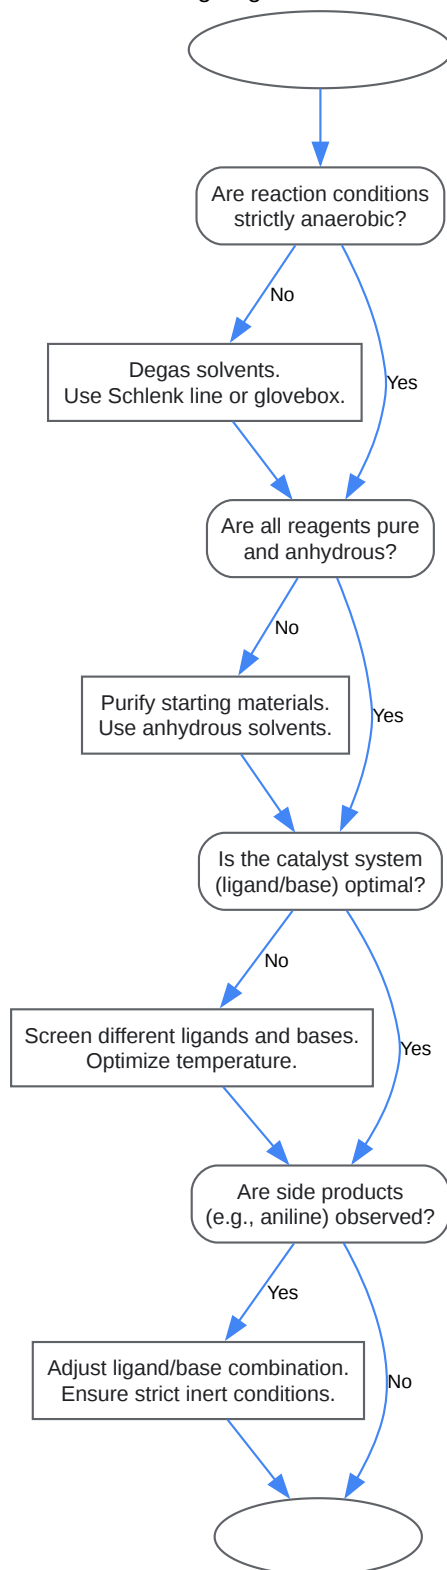 Are reaction conditions
strictly anaerobic?
No
Degas solvents.
Use Schlenk line or glovebox.
Yes
Are all reagents pure
and anhydrous?
No
Purify starting materials.
Use anhydrous solvents.
Yes
Is the catalyst system
(ligand/base) optimal?
No
Screen different ligands and bases.
Optimize temperature.
Yes
Are side products
(e.g., aniline) observed?
Yes
Adjust ligand/base combination.
Ensure strict inert conditions.
No